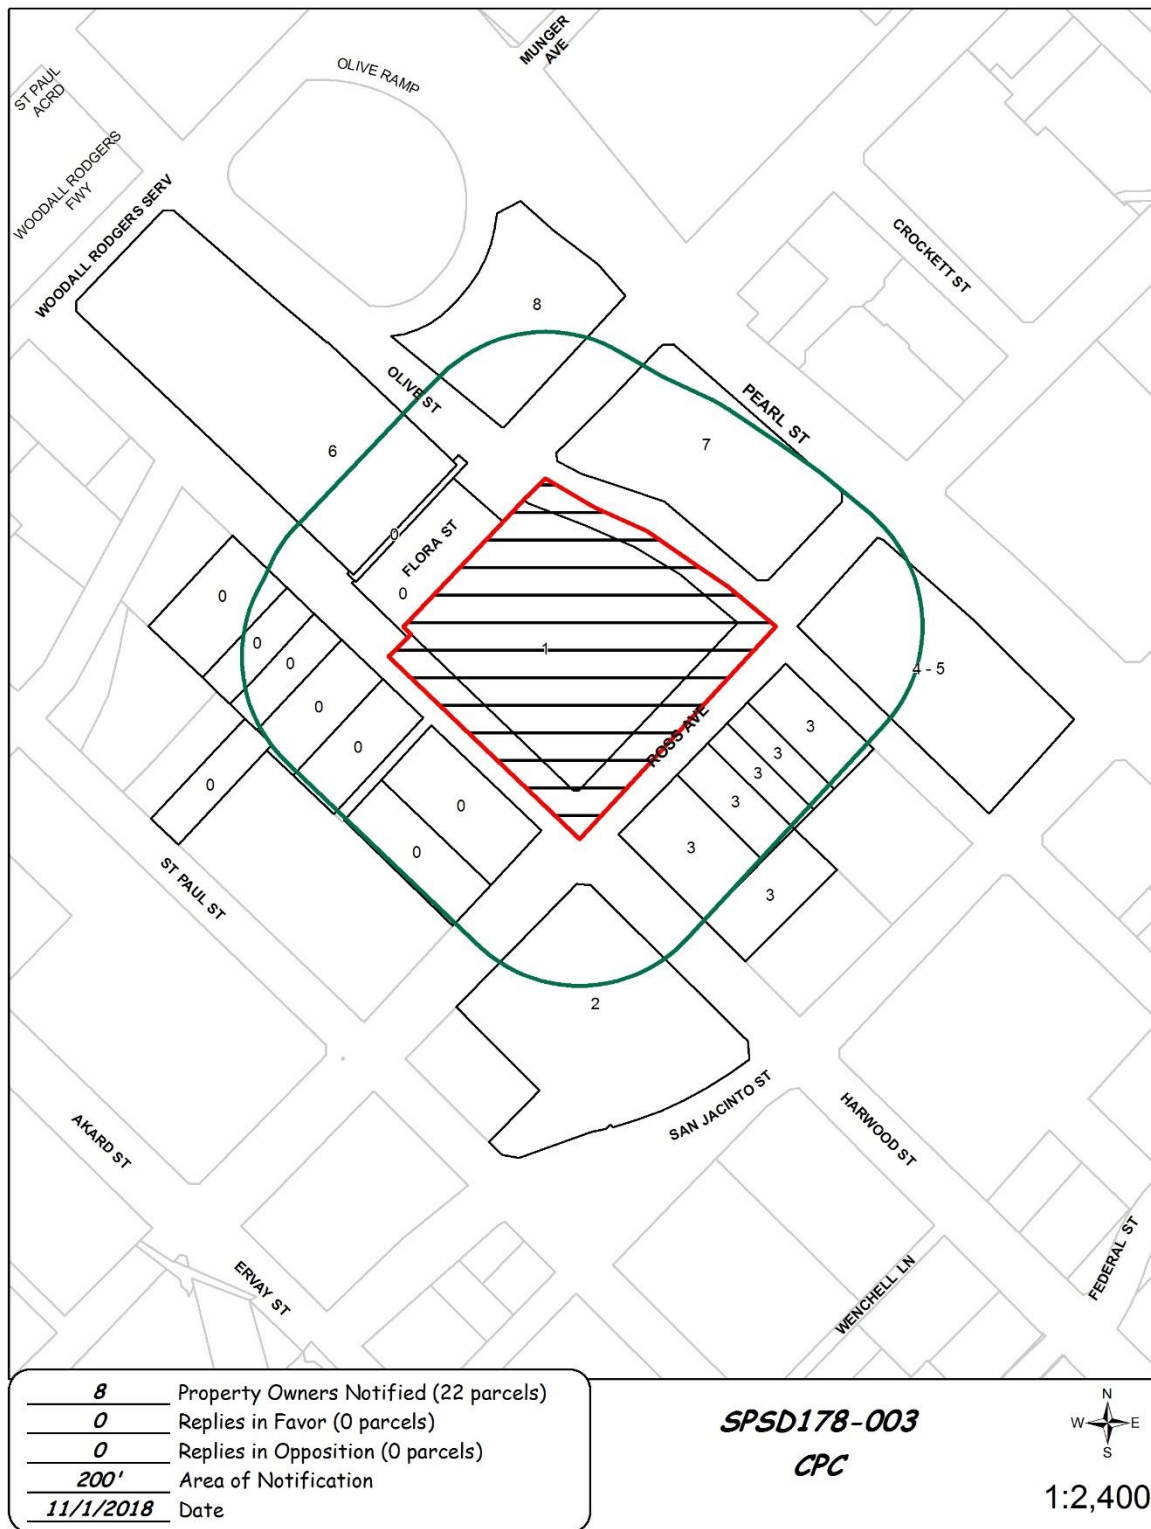 MUNGER
AVE
OLIVE RAMP
ST PAUL
ACRD
WOODALL RODGERS
FWY
WOODALL RODGERS SERV
CROCKETT ST
8
OLIVE ST
PEARL ST
7
6
0
FLORA ST
0
0
0
0
0
0
0
1
4 - 5
ROSS AVE
3
3
3
3
3
3
0
0
ST PAUL ST
2
SAN JACINTO ST
HARWOOD ST
AKARD ST
ERVAY ST
WENCHELL LN
FEDERAL ST
8 Property Owners Notified (22 parcels)
0 Replies in Favor (0 parcels)
0 Replies in Opposition (0 parcels)
200' Area of Notification
11/1/2018 Date
SPSD178-003
CPC
N
W E
S
1:2,400